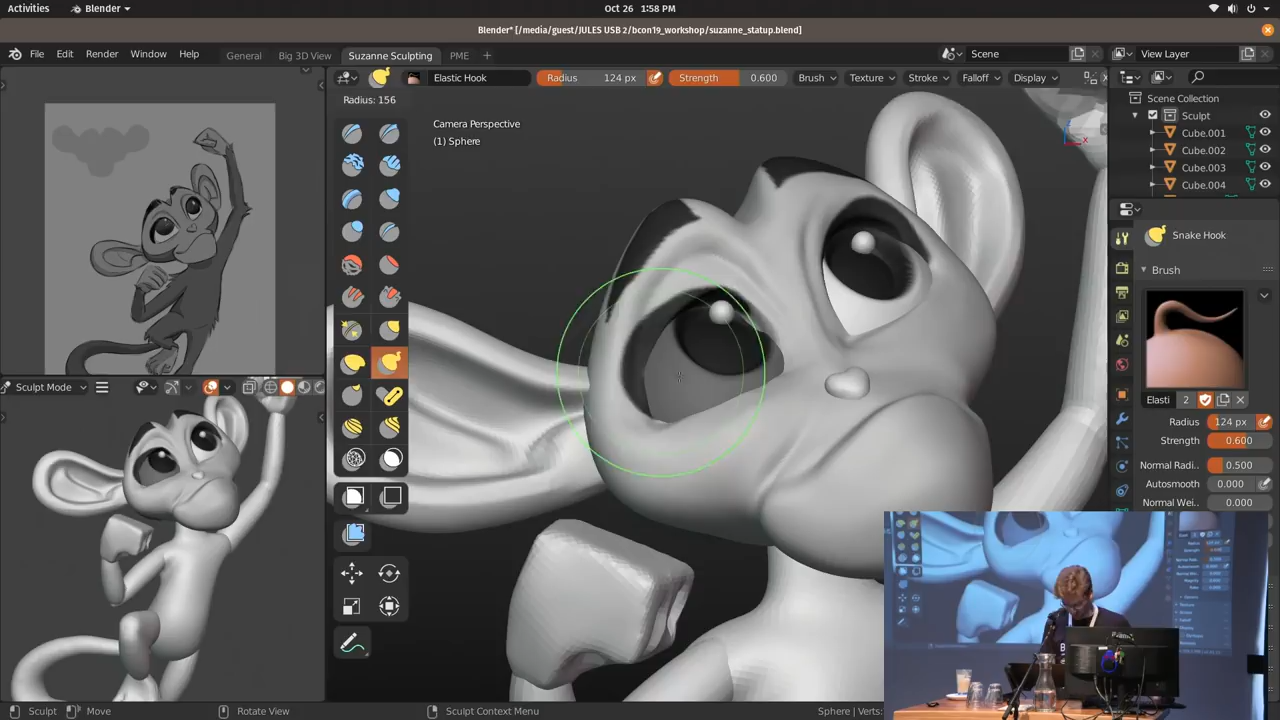 Activities
Blender
Oct 26 1:58 PM
Blender* [/media/guest/JULES USB 2/bcon19_workshop/suzanne_statup.blend]
File Edit Render Window Help
General Big 3D View Suzanne Sculpting PME +
Scene
View Layer
Elastic Hook
Radius 124 px
Strength 0.600
Brush Texture Stroke Falloff Display
Radius: 156
Camera Perspective
(1) Sphere
Scene Collection
Sculpt
Cube.001
Cube.002
Cube.003
Cube.004
Snake Hook
Brush
Elasti 2
Radius 124 px
Strength 0.600
Normal Radi.. 0.500
Autosmooth 0.000
Normal Wei.. 0.000
Sculpt Mode
Sculpt Move Rotate View Sculpt Context Menu Sphere | Verts: